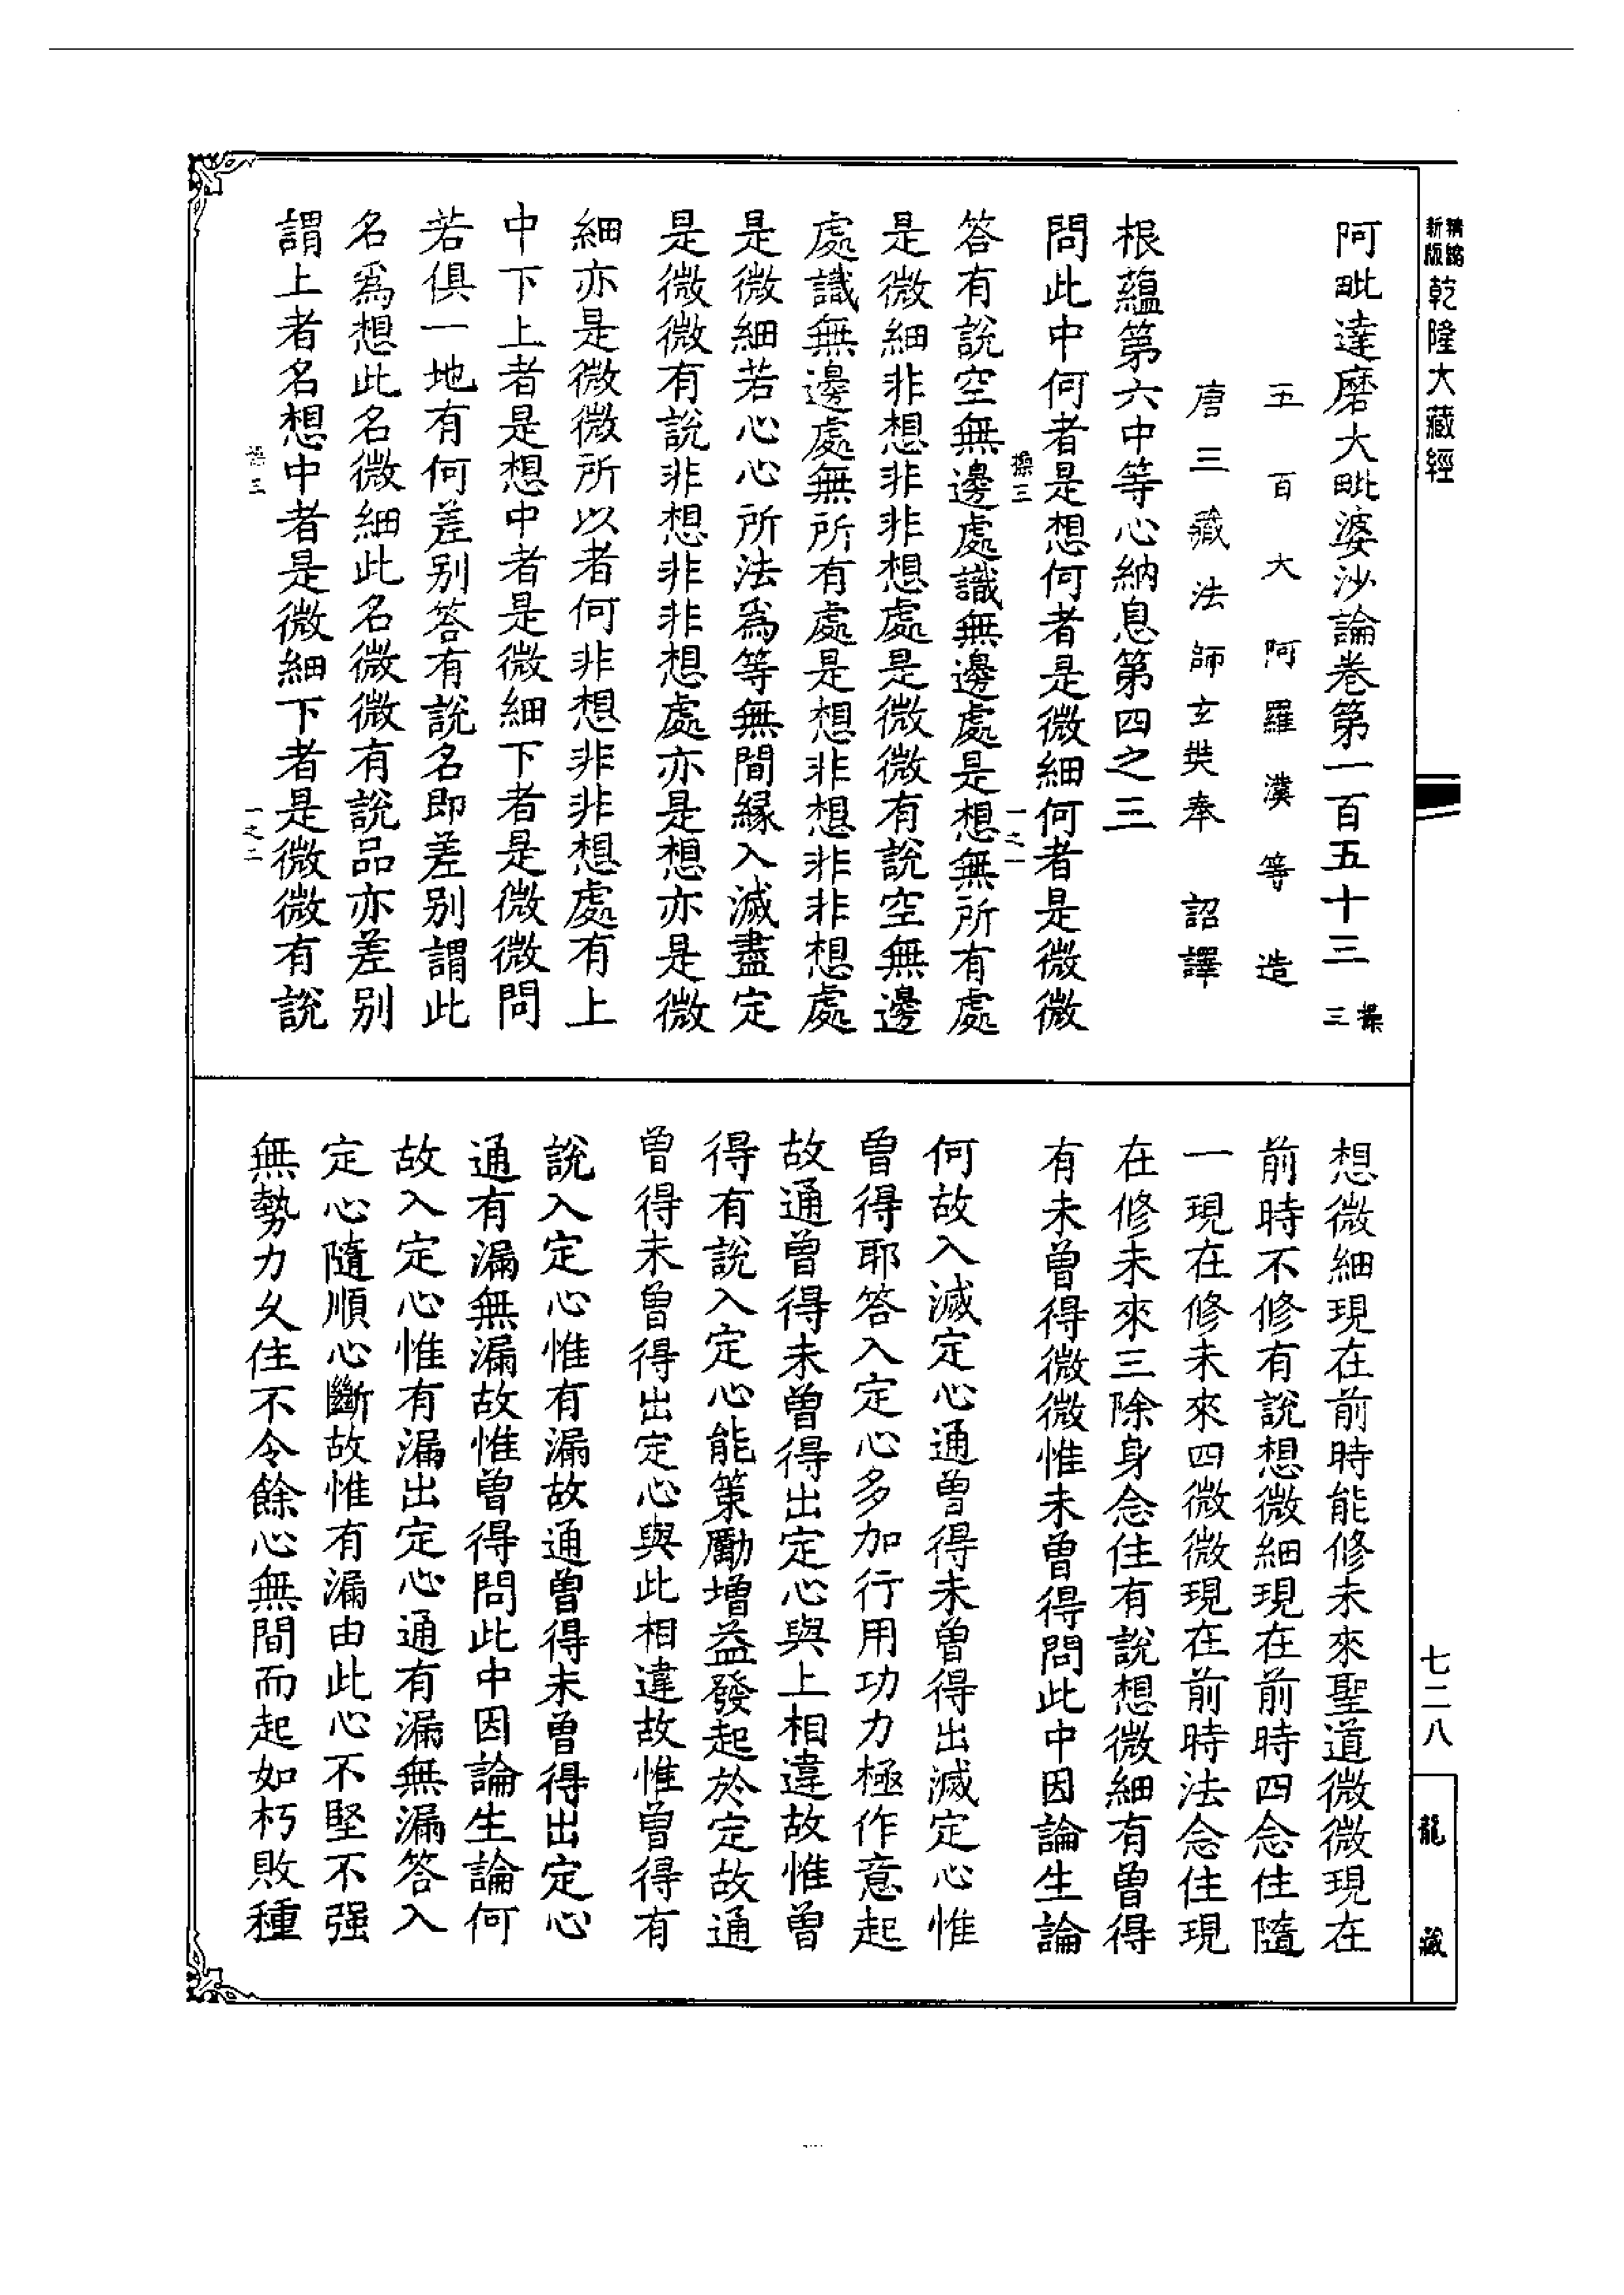 精縮
新版
乾隆大藏經
阿毗達磨大毗婆沙論卷第一百五十三 操三
五百大阿羅漢等造
唐三藏法師玄奘奉 詔譯
根蘊第六中等心納息第四之三
問此中何者是想何者是微細何者是微微
操三 一之一
答有說空無邊處識無邊處是想無所有處
是微細非想非非想處是微微有說空無邊
處識無邊處無所有處是想非想非非想處
是微細若心心所法爲等無間緣入滅盡定
是微微有說非想非非想處亦是想亦是微
細亦是微微所以者何非想非非想處有上
中下上者是想中者是微細下者是微微問
若俱一地有何差別答有說名即差別謂此
名爲想此名微細此名微微有說品亦差別
謂上者名想中者是微細下者是微微有說
操三 一之二
想微細現在前時能修未來聖道微微現在
前時不修有說想微細現在前時四念住隨
一現在修未來四微微現在前時法念住現
在修未來三除身念住有說想微細有曾得
有未曾得微微惟未曾得問此中因論生論
何故入滅定心通曾得未曾得出滅定心惟
曾得耶答入定心多加行用功力極作意起
故通曾得未曾得出定心與上相違故惟曾
得有說入定心能策勵增益發起於定故通
曾得未曾得出定心與此相違故惟曾得有
說入定心惟有漏故通曾得未曾得出定心
通有漏無漏故惟曾得問此中因論生論何
故入定心惟有漏出定心通有漏無漏答入
定心隨順心斷故惟有漏由此心不堅不强
無勢力久住不令餘心無間而起如朽敗種
七二八
龍藏